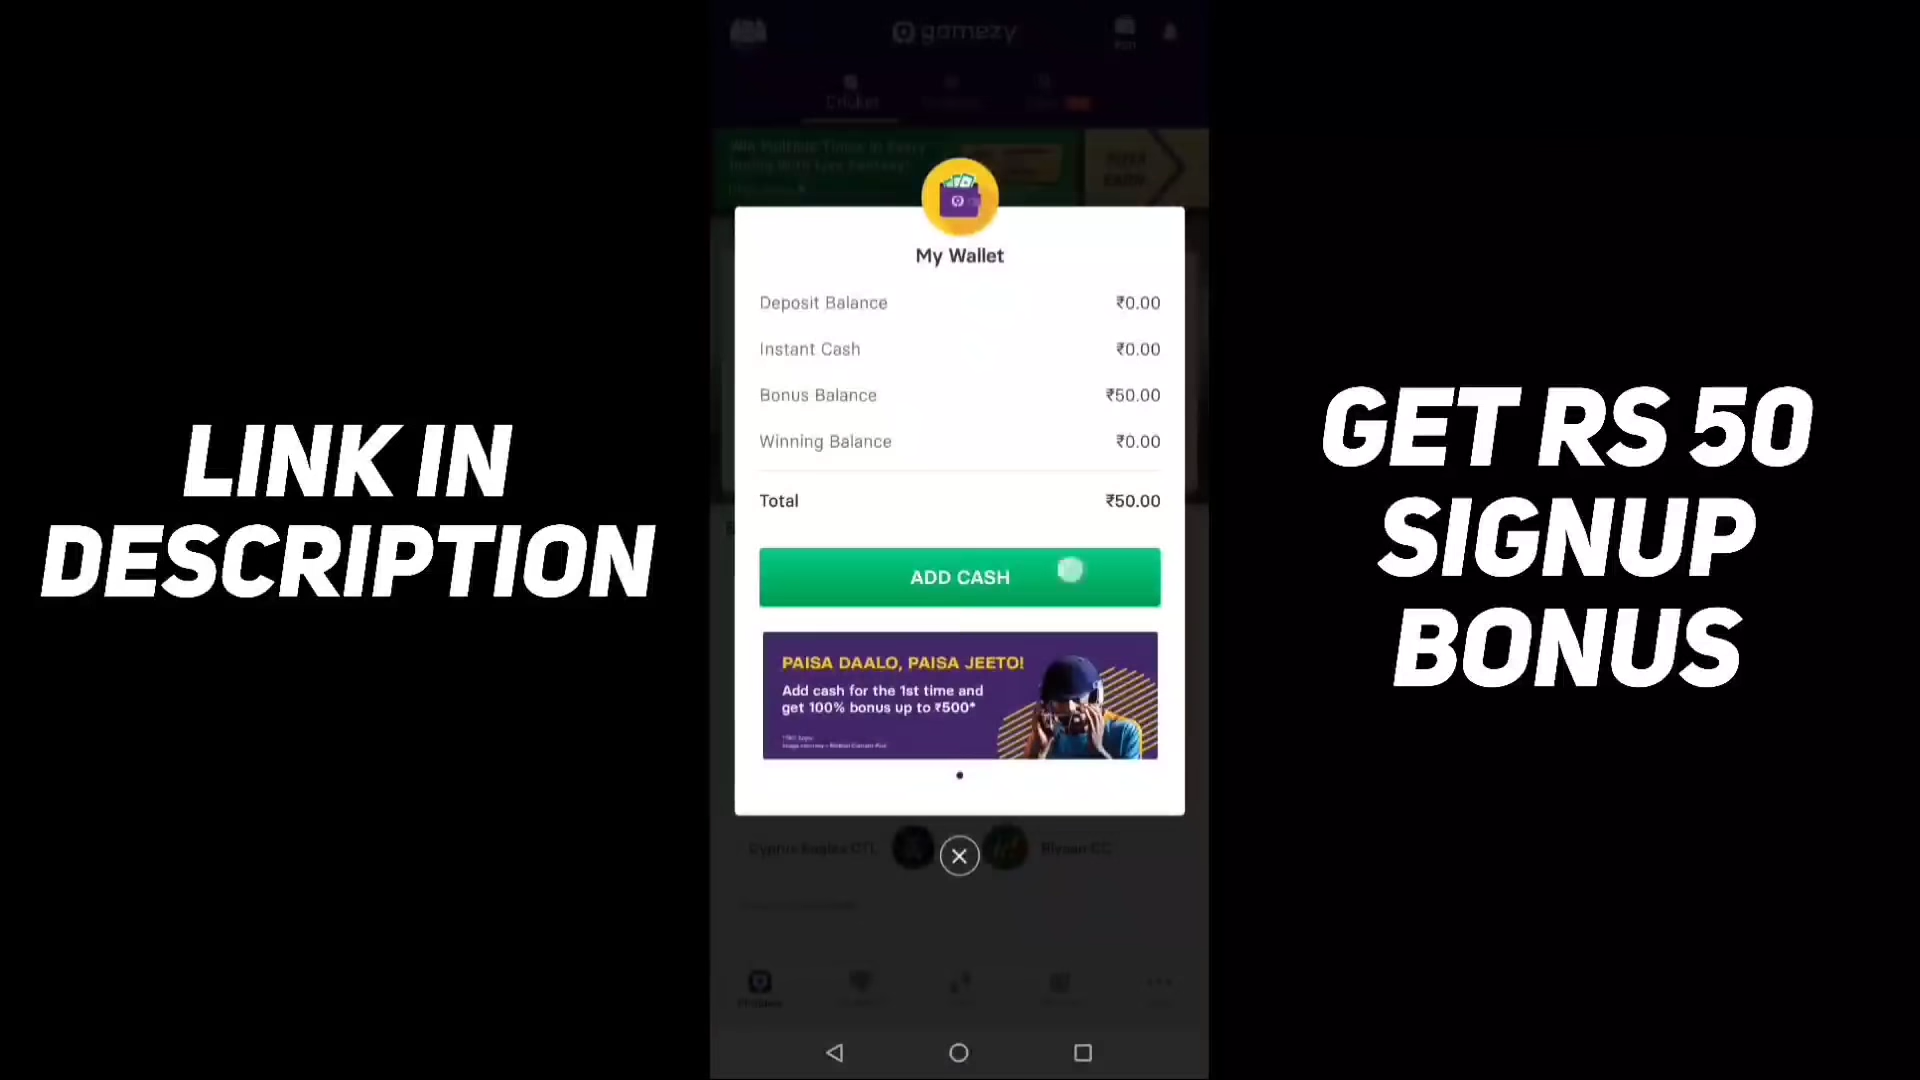 gamezy
Cricket
My Wallet
Deposit Balance ₹0.00
Instant Cash ₹0.00
Bonus Balance ₹50.00
Winning Balance ₹0.00
Total ₹50.00
ADD CASH
PAISA DAALO, PAISA JEETO!
Add cash for the 1st time and
get 100% bonus up to ₹500*
LINK IN
DESCRIPTION
GET RS 50
SIGNUP
BONUS